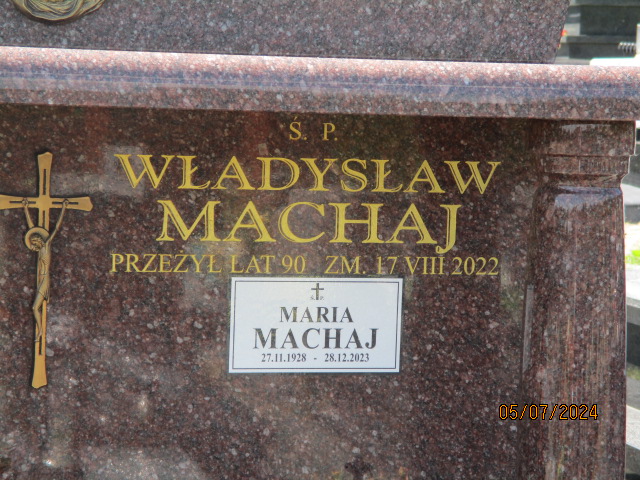 Ś. P.
WŁADYSŁAW
MACHAJ
PRZEŻYŁ LAT 90 ZM. 17 VIII 2022
Ś. P.
MARIA
MACHAJ
27.11.1928 - 28.12.2023
05/07/2024